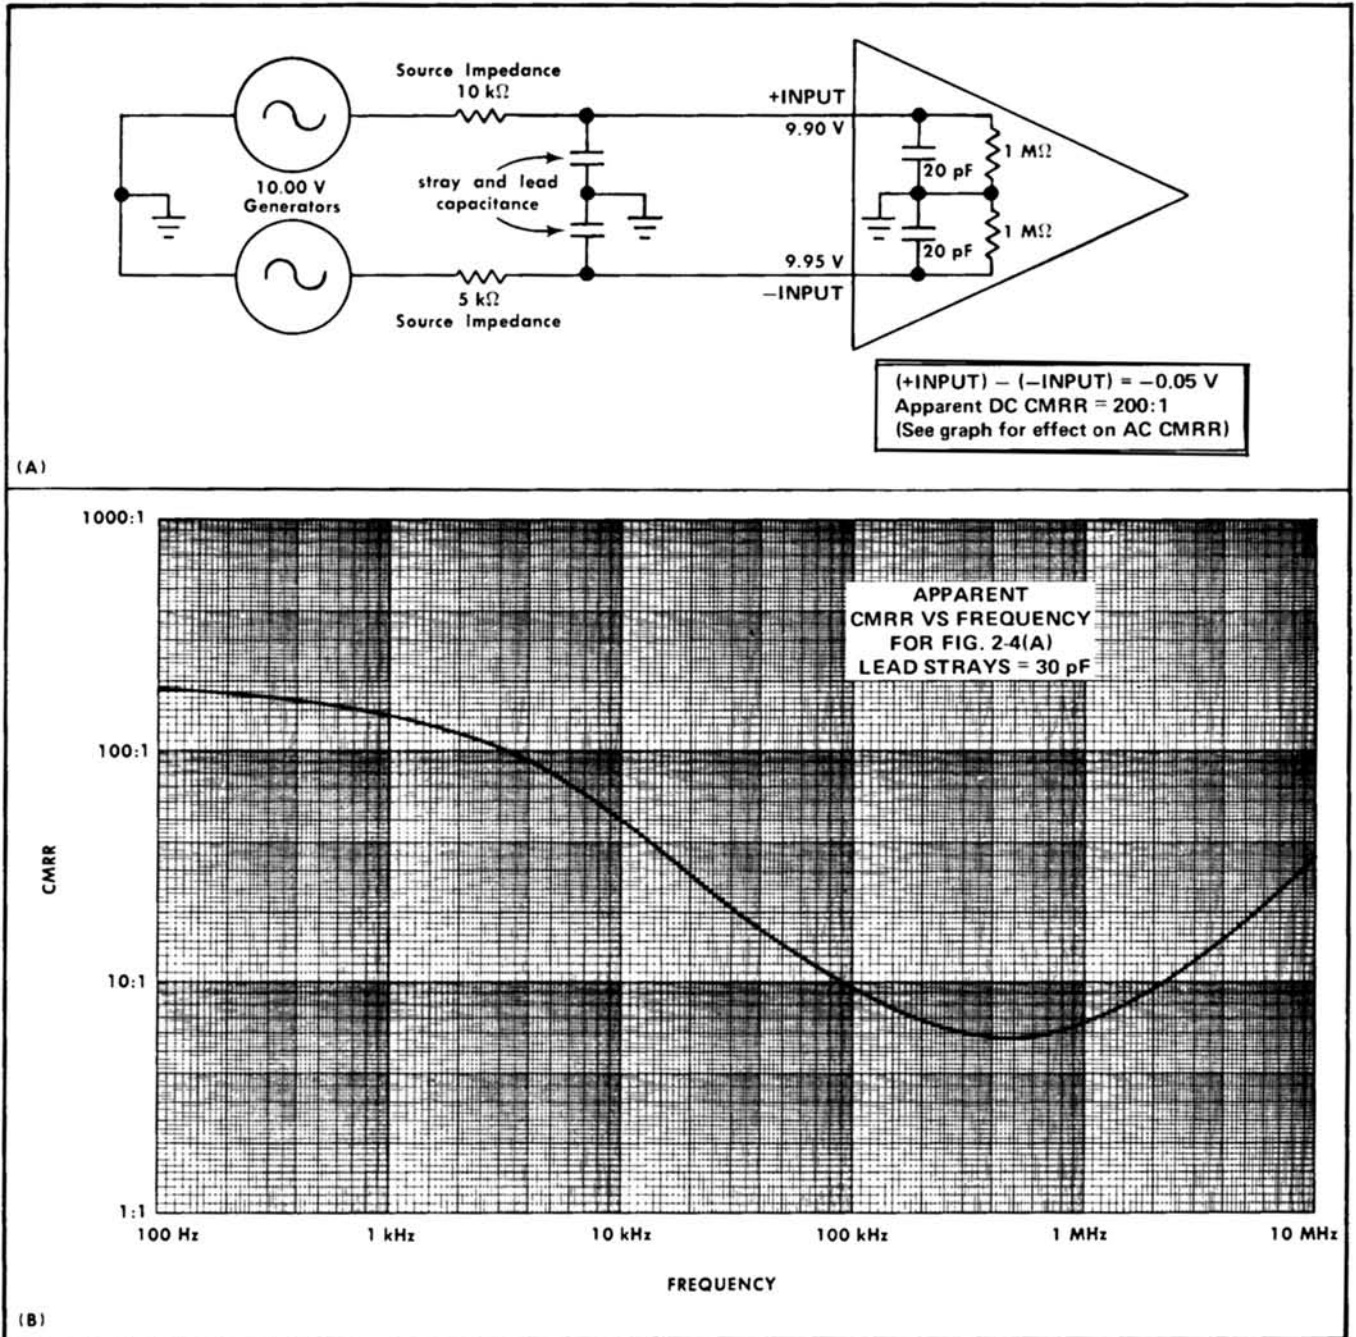 Source Impedance
10 kΩ
+INPUT
9.90 V
1 MΩ
20 pF
10.00 V
Generators
stray and lead
capacitance
1 MΩ
20 pF
9.95 V
−INPUT
5 kΩ
Source Impedance
(+INPUT) − (−INPUT) = −0.05 V
Apparent DC CMRR = 200:1
(See graph for effect on AC CMRR)
(A)
1000:1
APPARENT
CMRR VS FREQUENCY
FOR FIG. 2-4(A)
LEAD STRAYS = 30 pF
100:1
CMRR
10:1
1:1
100 Hz 1 kHz 10 kHz 100 kHz 1 MHz 10 MHz
FREQUENCY
(B)